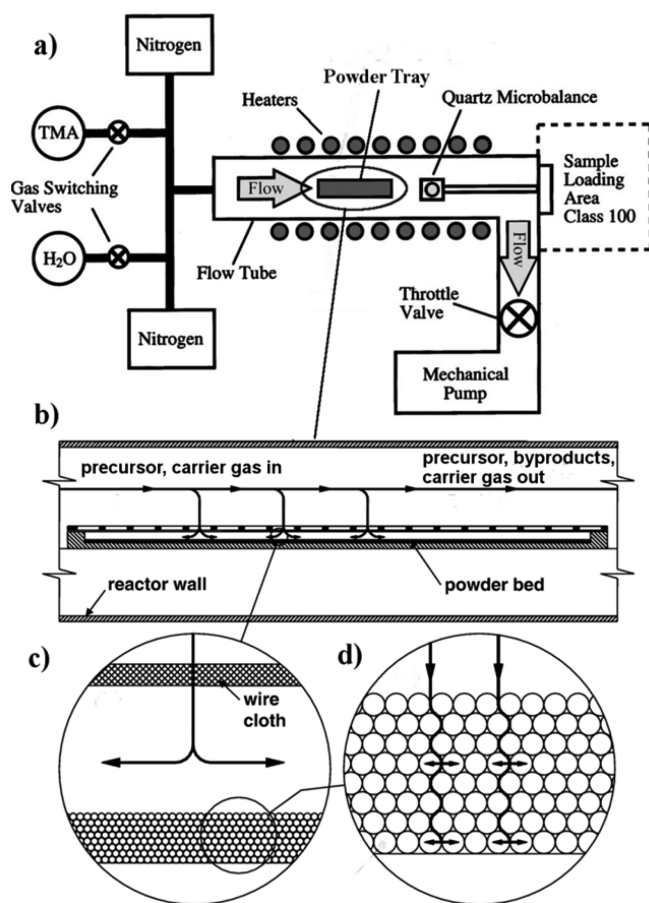 a)
Nitrogen
Powder Tray
Heaters
Quartz Microbalance
TMA
Gas Switching
Valves
Flow
Sample
Loading
Area
Class 100
H₂O
Flow Tube
Flow
Throttle
Valve
Nitrogen
Mechanical
Pump
b)
precursor, carrier gas in
precursor, byproducts,
carrier gas out
reactor wall
powder bed
c)
d)
wire
cloth